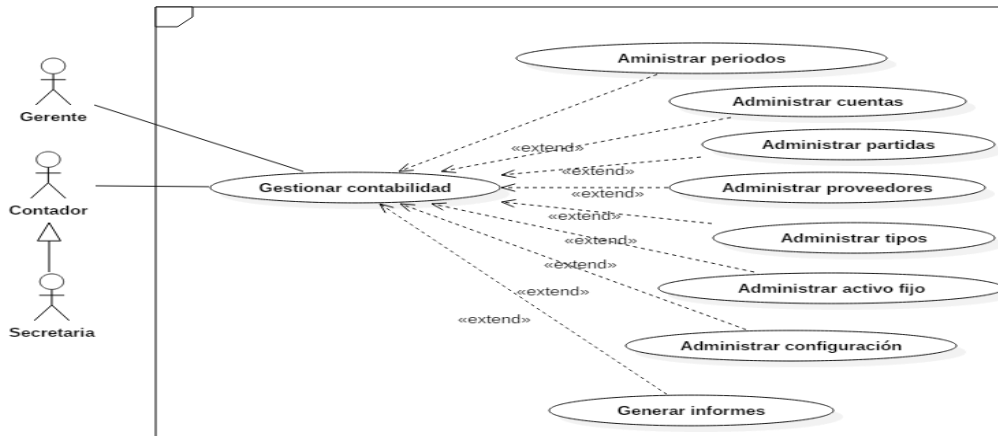 Aministrar periodos
Gerente
Administrar cuentas
«extend»
Administrar partidas
«extend»
Contador
Gestionar contabilidad
«extend»
Administrar proveedores
«extend»
Administrar tipos
«extend»
«extend»
Administrar activo fijo
«extend»
Secretaria
«extend»
Administrar configuración
Generar informes